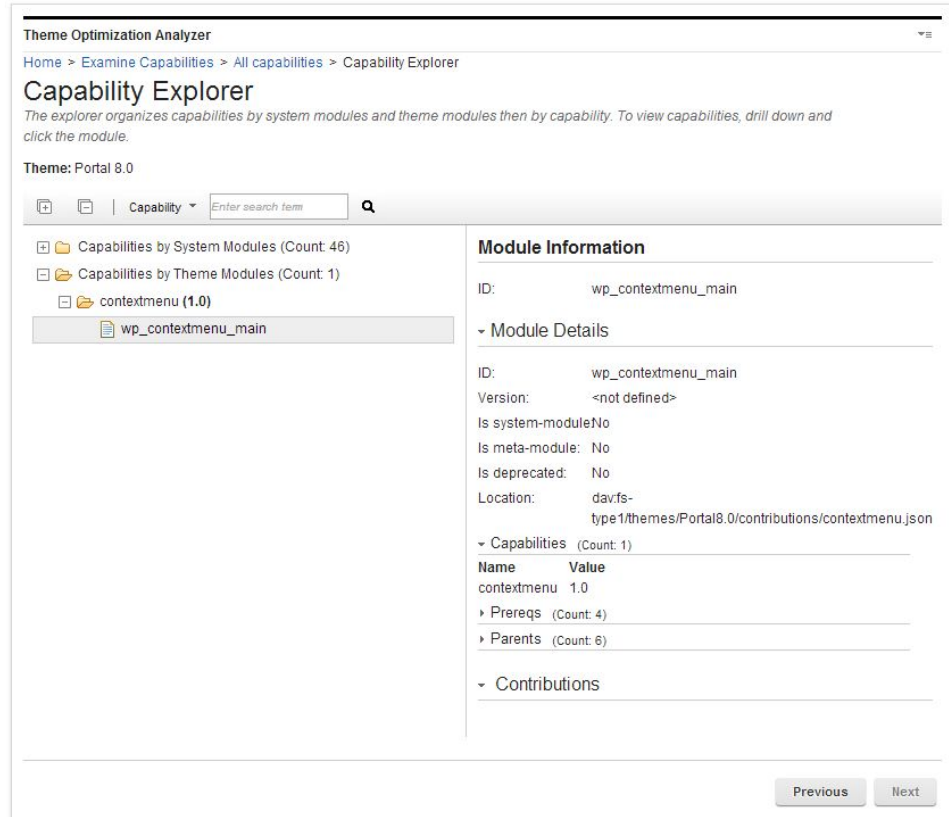 Theme Optimization Analyzer
Home > Examine Capabilities > All capabilities > Capability Explorer
Capability Explorer
The explorer organizes capabilities by system modules and theme modules then by capability. To view capabilities, drill down and
click the module.
Theme: Portal 8.0
Capability
Enter search term
Capabilities by System Modules (Count: 46)
Capabilities by Theme Modules (Count: 1)
contextmenu (1.0)
wp_contextmenu_main
Module Information
ID: wp_contextmenu_main
Module Details
ID: wp_contextmenu_main
Version: <not defined>
Is system-module: No
Is meta-module: No
Is deprecated: No
Location: dav:fs-
type1/themes/Portal8.0/contributions/contextmenu.json
Capabilities (Count: 1)
Name Value
contextmenu 1.0
Prereqs (Count: 4)
Parents (Count: 6)
Contributions
Previous Next